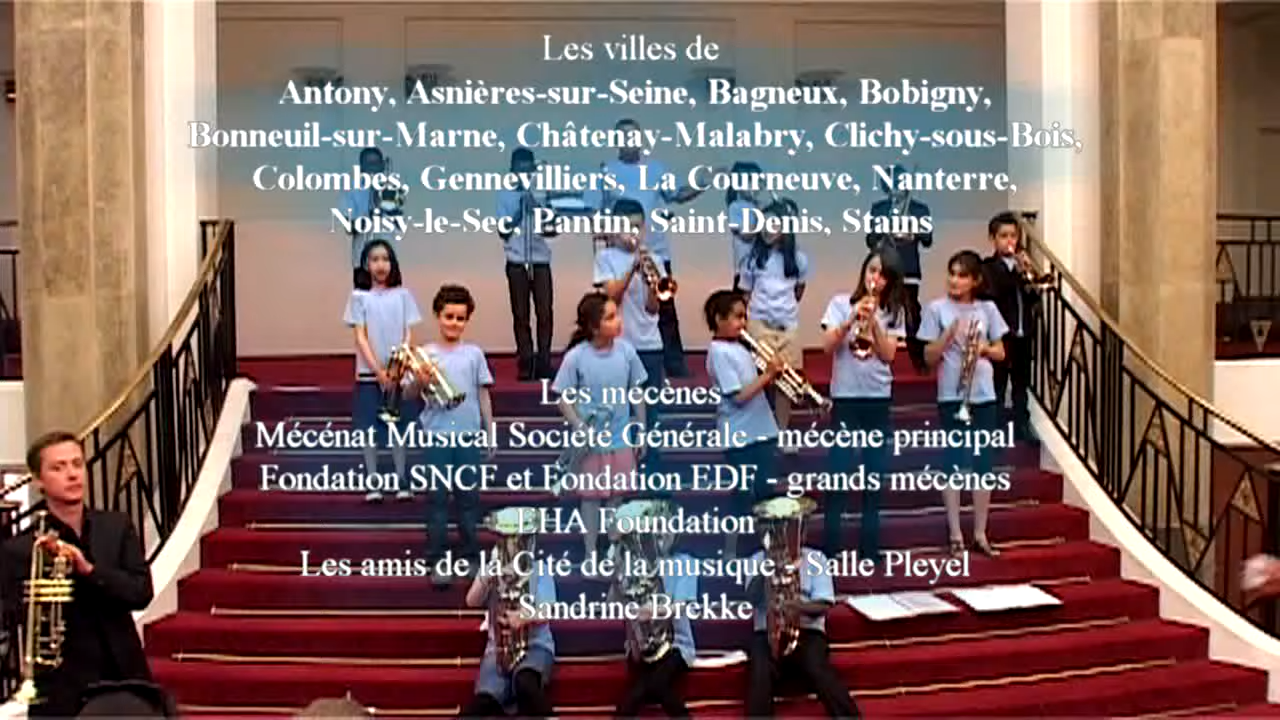 Les villes de
Antony, Asnières-sur-Seine, Bagneux, Bobigny,
Bonneuil-sur-Marne, Châtenay-Malabry, Clichy-sous-Bois,
Colombes, Gennevilliers, La Courneuve, Nanterre,
Noisy-le-Sec, Pantin, Saint-Denis, Stains
Les mécènes
Mécénat Musical Société Générale - mécène principal
Fondation SNCF et Fondation EDF - grands mécènes
EHA Foundation
Les amis de la Cité de la musique - Salle Pleyel
Sandrine Brekke